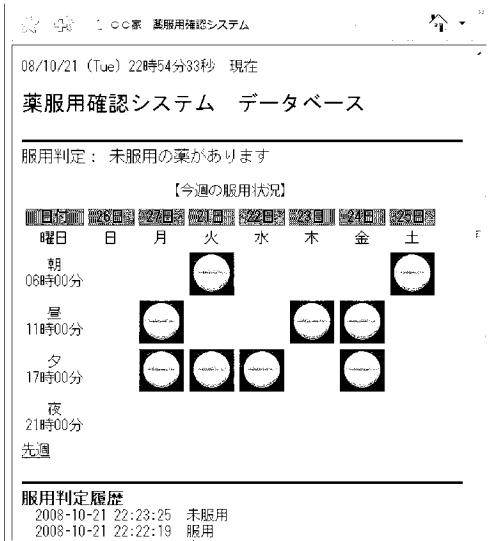 ○○家 薬服用確認システム
08/10/21 (Tue) 22時54分33秒 現在
薬服用確認システム データベース
服用判定： 未服用の薬があります
【今週の服用状況】
日付 26日 27日 21日 22日 23日 24日 25日
曜日 日 月 火 水 木 金 土
朝
06時00分
昼
11時00分
夕
17時00分
夜
21時00分
先週
服用判定履歴
2008-10-21 22:23:25 未服用
2008-10-21 22:22:19 服用